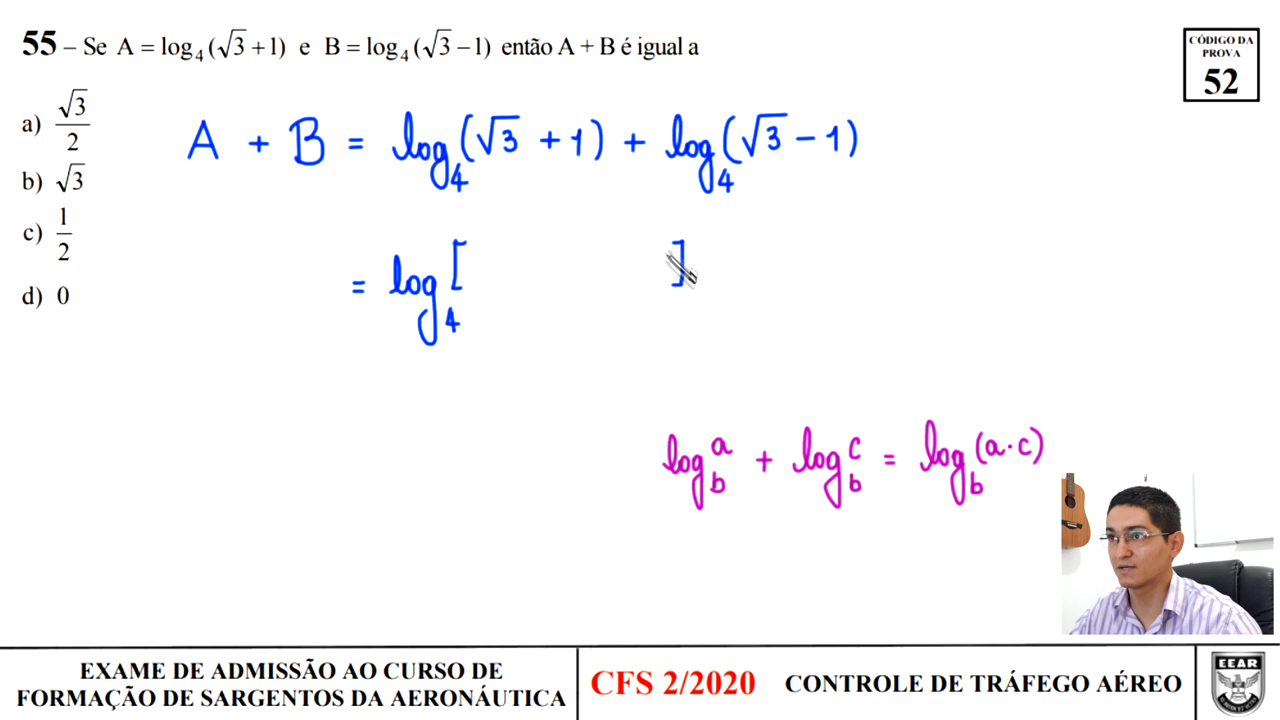 55 – Se A = log₄(√3 + 1) e B = log₄(√3 − 1) então A + B é igual a
CÓDIGO DA
PROVA
52
a) √3/2
b) √3
c) 1/2
d) 0
A + B = log₄(√3 + 1) + log₄(√3 − 1)
= log₄[ ]
log_b^a + log_b^c = log_b(a·c)
EXAME DE ADMISSÃO AO CURSO DE
FORMAÇÃO DE SARGENTOS DA AERONÁUTICA
CFS 2/2020
CONTROLE DE TRÁFEGO AÉREO
EEAR